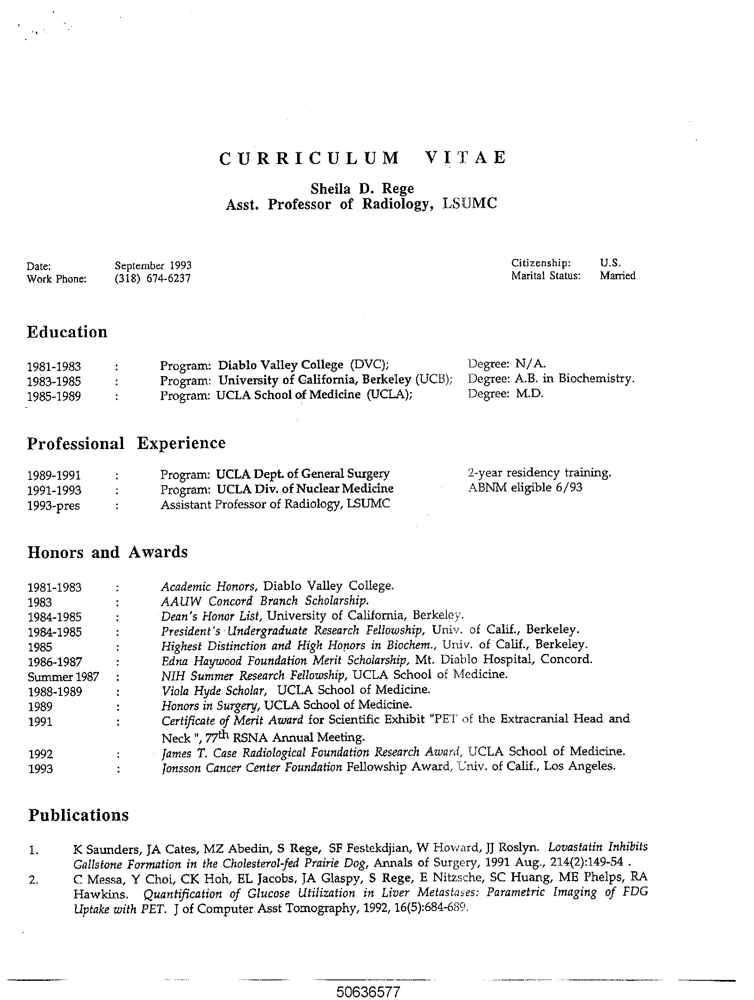 CURRICULUM VITAE
Sheila D. Rege
Asst. Professor of Radiology, LSUMC
Date: September 1993 Citizenship: U.S.
Work Phone: (318) 674-6237 Marital Status: Married
Education
1981-1983 : Program: Diablo Valley College (DVC); Degree: N/A.
1983-1985 : Program: University of California, Berkeley (UCB); Degree: A.B. in Biochemistry.
1985-1989 : Program: UCLA School of Medicine (UCLA); Degree: M.D.
Professional Experience
1989-1991 : Program: UCLA Dept. of General Surgery 2-year residency training.
1991-1993 : Program: UCLA Div. of Nuclear Medicine ABNM eligible 6/93
1993-pres : Assistant Professor of Radiology, LSUMC
Honors and Awards
1981-1983 : Academic Honors, Diablo Valley College.
1983 : AAUW Concord Branch Scholarship.
1984-1985 : Dean's Honor List, University of California, Berkeley.
1984-1985 : President's Undergraduate Research Fellowship, Univ. of Calif., Berkeley.
1985 : Highest Distinction and High Honors in Biochem., Univ. of Calif., Berkeley.
1986-1987 : Edna Haywood Foundation Merit Scholarship, Mt. Diablo Hospital, Concord.
Summer 1987 : NIH Summer Research Fellowship, UCLA School of Medicine.
1988-1989 : Viola Hyde Scholar, UCLA School of Medicine.
1989 : Honors in Surgery, UCLA School of Medicine.
1991 : Certificate of Merit Award for Scientific Exhibit "PET of the Extracranial Head and
Neck ", 77th RSNA Annual Meeting.
1992 : James T. Case Radiological Foundation Research Award, UCLA School of Medicine.
1993 : Jonsson Cancer Center Foundation Fellowship Award, Univ. of Calif., Los Angeles.
Publications
1. K Saunders, JA Cates, MZ Abedin, S Rege, SF Festekdjian, W Howard, JJ Roslyn. Lovastatin Inhibits
Gallstone Formation in the Cholesterol-fed Prairie Dog, Annals of Surgery, 1991 Aug., 214(2):149-54 .
2. C Messa, Y Choi, CK Hoh, EL Jacobs, JA Glaspy, S Rege, E Nitzsche, SC Huang, ME Phelps, RA
Hawkins. Quantification of Glucose Utilization in Liver Metastases: Parametric Imaging of FDG
Uptake with PET. J of Computer Asst Tomography, 1992, 16(5):684-689.
50636577